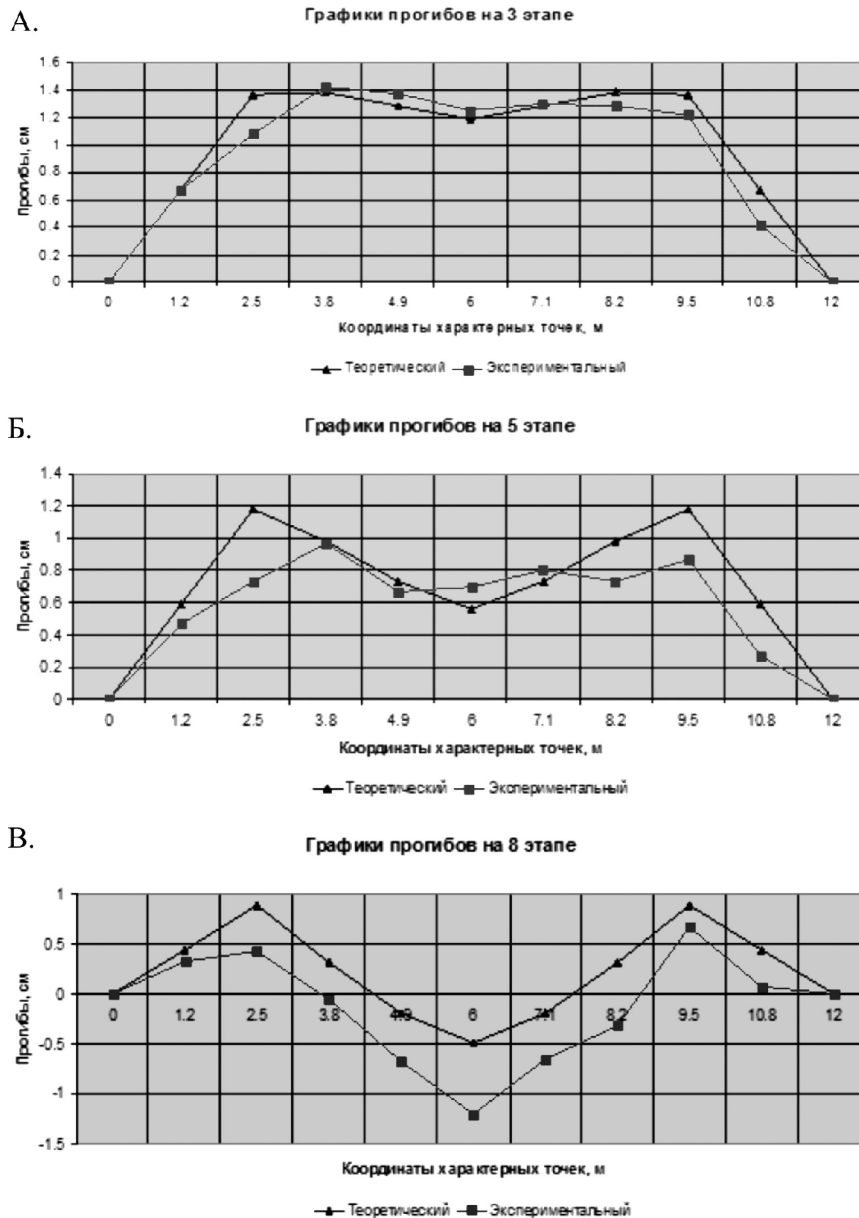 А.
Графики прогибов на 3 этапе
1.6
1.4
1.2
1
0.8
0.6
0.4
0.2
0
Прогибы, см
0 1.2 2.5 3.8 4.9 6 7.1 8.2 9.5 10.8 12
Координаты характерных точек, м
Теоретический Экспериментальный
Б.
Графики прогибов на 5 этапе
1.4
1.2
1
0.8
0.6
0.4
0.2
0
Прогибы, см
0 1.2 2.5 3.8 4.9 6 7.1 8.2 9.5 10.8 12
Координаты характерных точек, м
Теоретический Экспериментальный
В.
Графики прогибов на 8 этапе
1
0.5
0
-0.5
-1
-1.5
Прогибы, см
0 1.2 2.5 3.8 4.9 6 7.1 8.2 9.5 10.8 12
Координаты характерных точек, м
Теоретический Экспериментальный